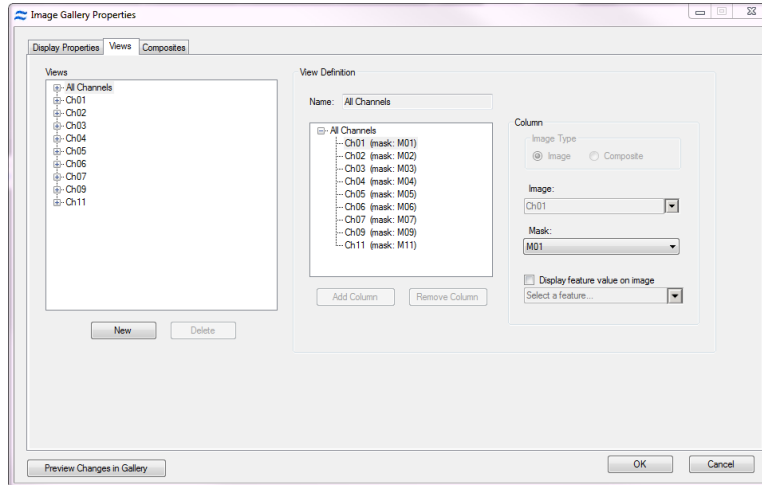 Image Gallery Properties
Display Properties
Views
Composites
Views
All Channels
Ch01
Ch02
Ch03
Ch04
Ch05
Ch06
Ch07
Ch09
Ch11
New
Delete
View Definition
Name: All Channels
All Channels
Ch01 (mask: M01)
Ch02 (mask: M02)
Ch03 (mask: M03)
Ch04 (mask: M04)
Ch05 (mask: M05)
Ch06 (mask: M06)
Ch07 (mask: M07)
Ch09 (mask: M09)
Ch11 (mask: M11)
Add Column
Remove Column
Column
Image Type
Image
Composite
Image:
Ch01
Mask:
M01
Display feature value on image
Select a feature...
Preview Changes in Gallery
OK
Cancel